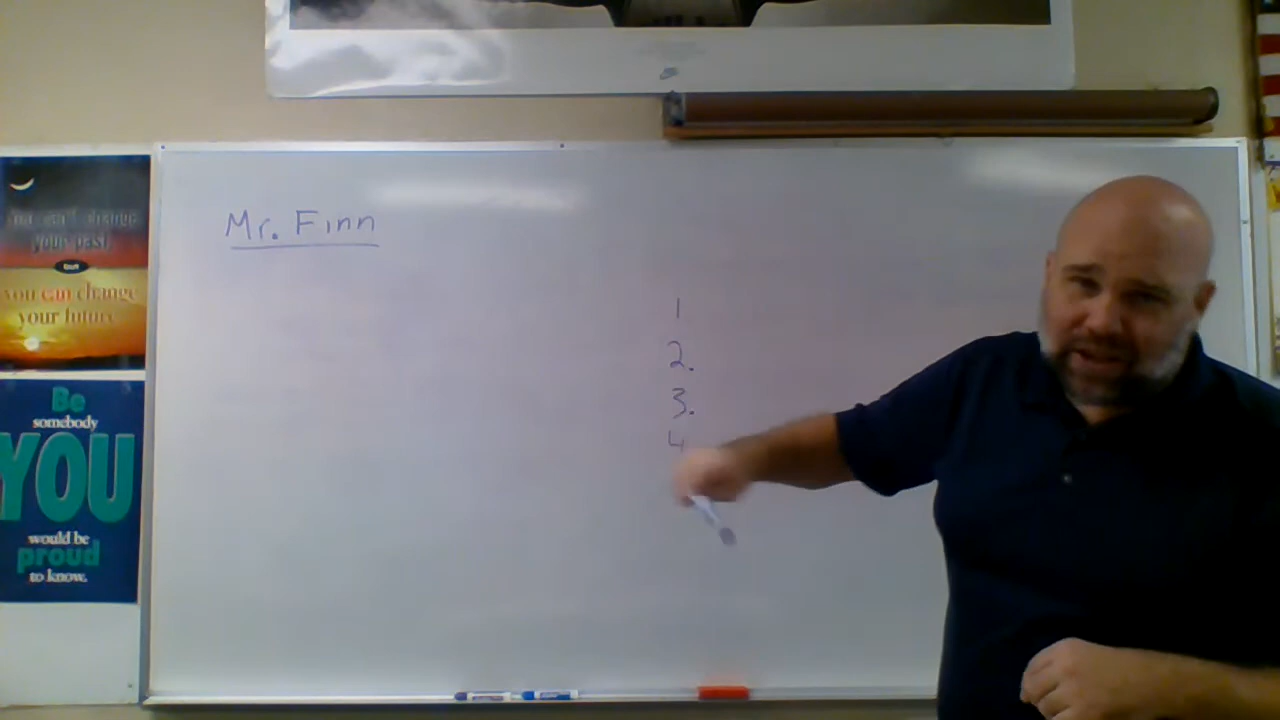 You can't change
your past
but
you can change
your future
Be
somebody
YOU
would be
proud
to know.
Mr. Finn
1
2.
3.
4